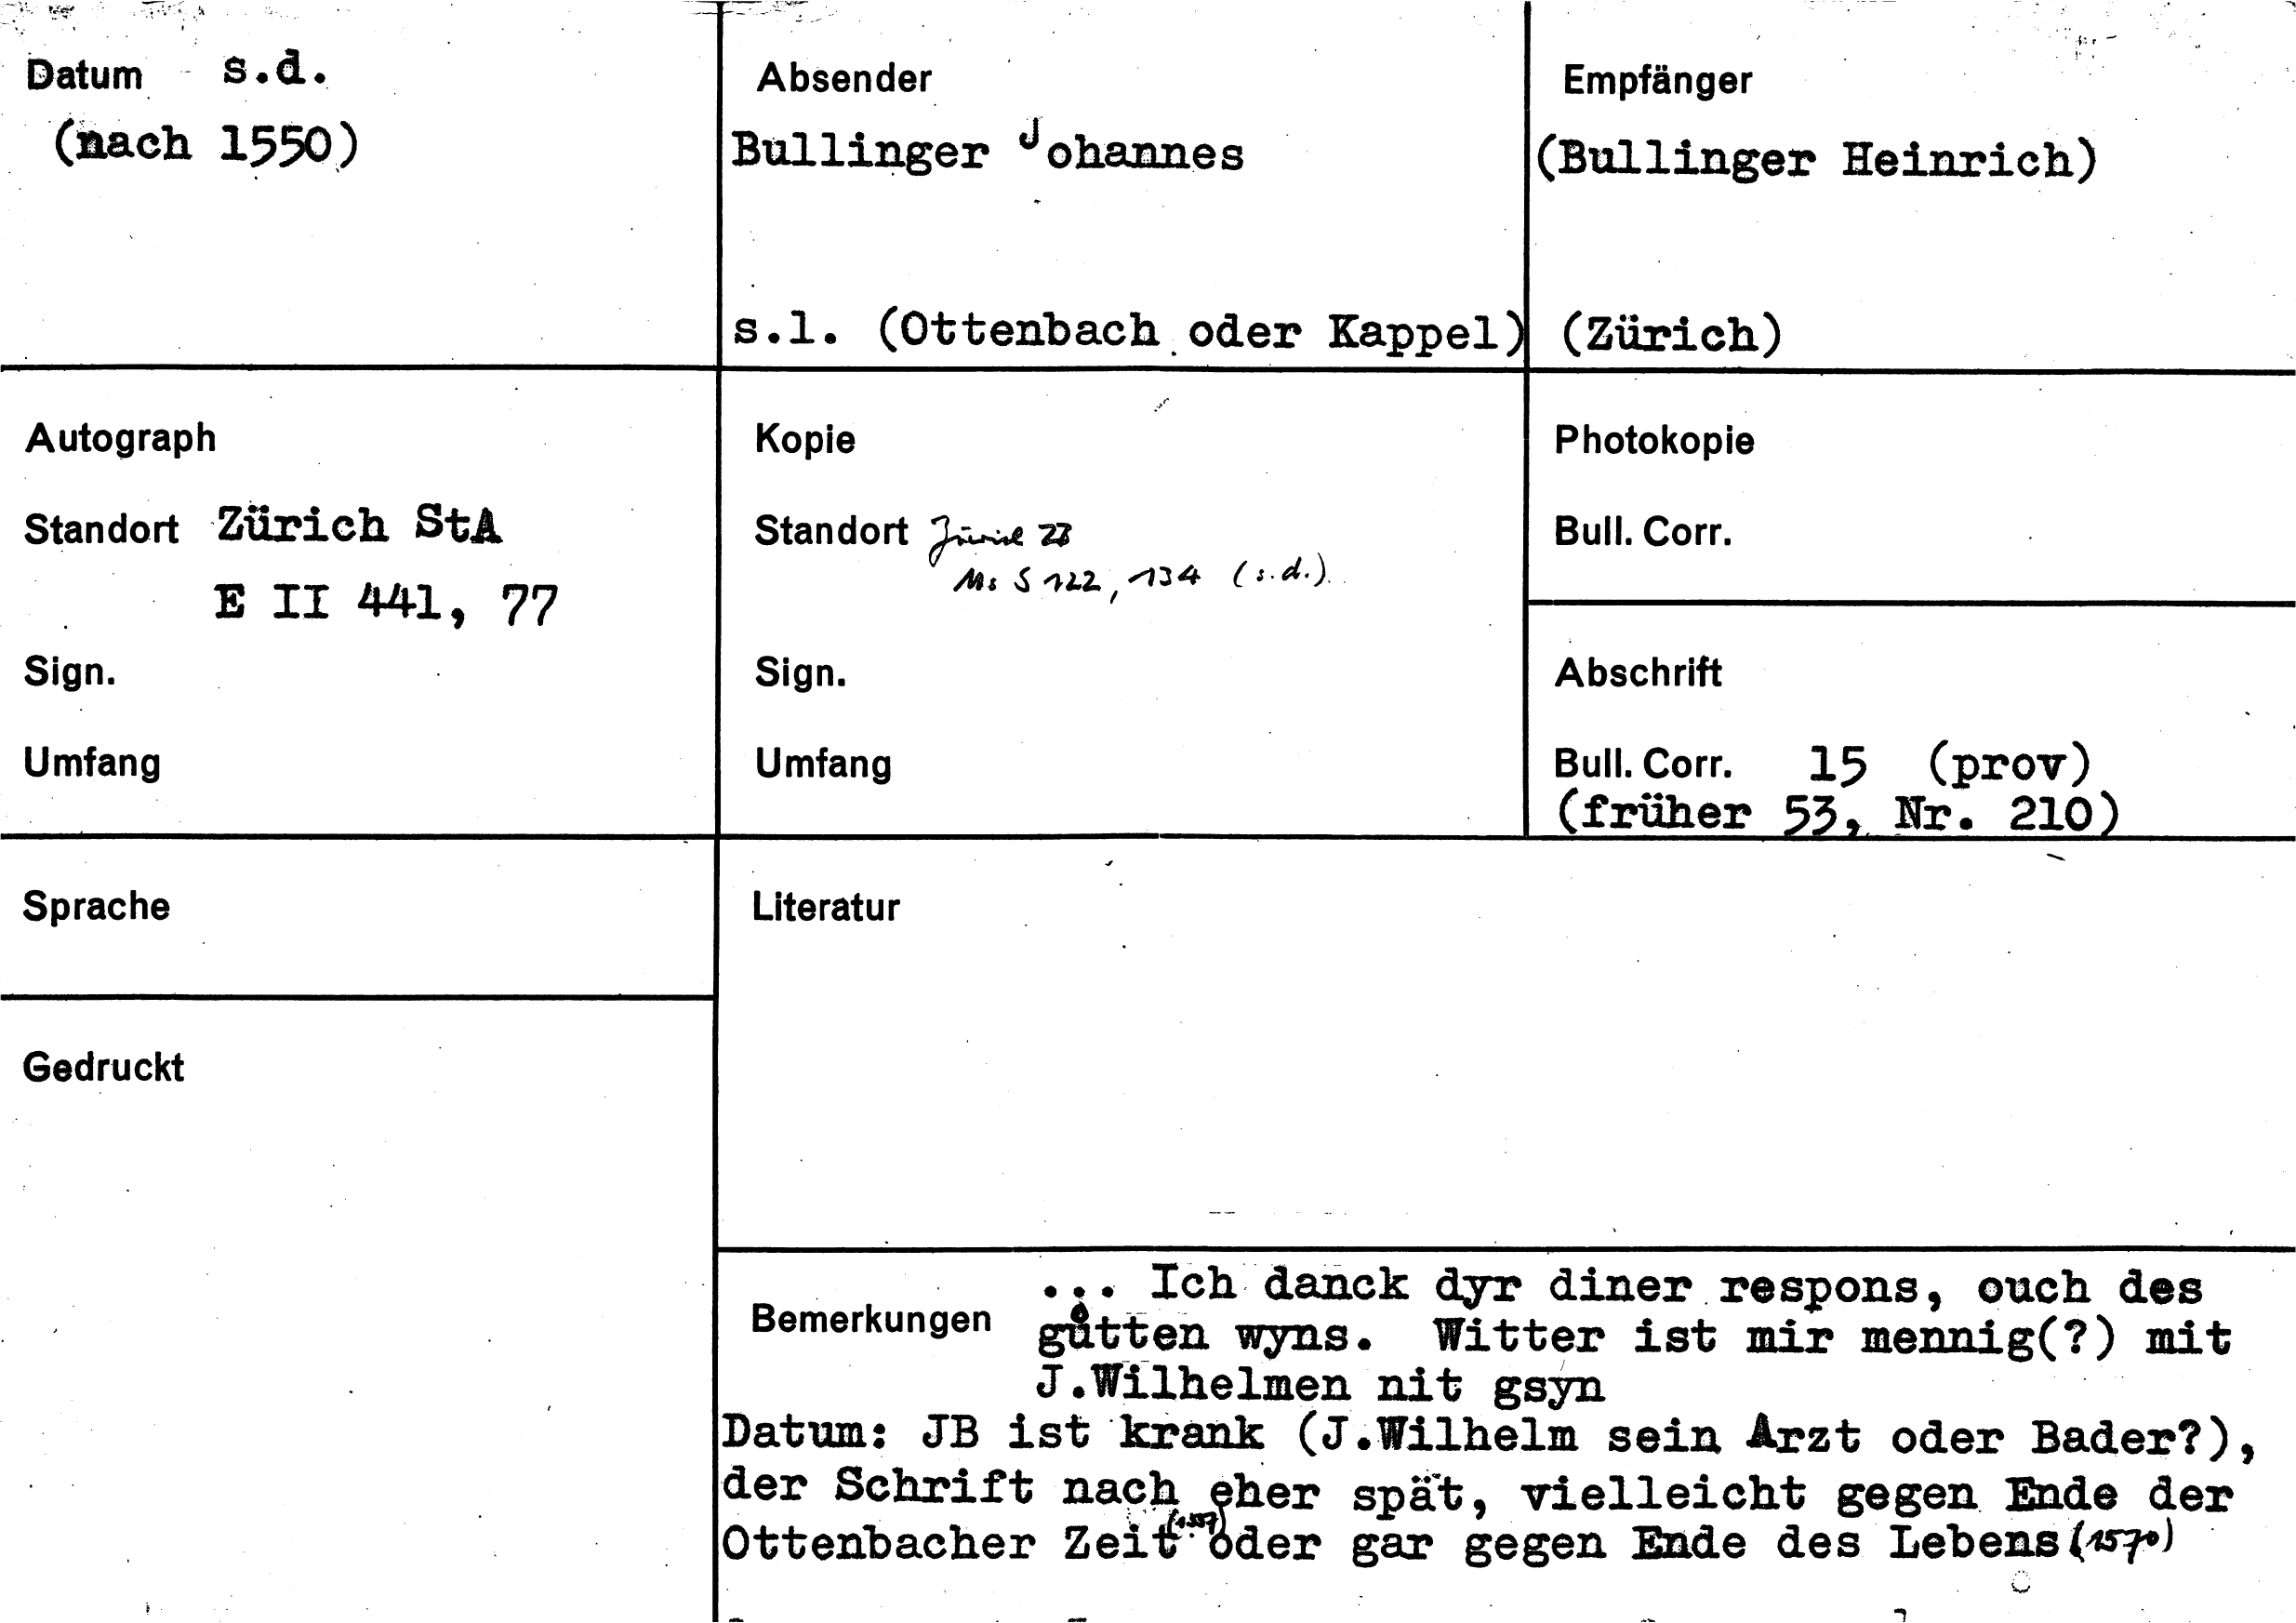 Datum s.d.
(nach 1550)
Absender
Bullinger Johannes
s.l. (Ottenbach oder Kappel)
Empfänger
(Bullinger Heinrich)
(Zürich)
Autograph
Standort Zürich StA
E II 441, 77
Sign.
Umfang
Kopie
Standort Zürich ZB
Ms S 122, 134 (s.d.)
Sign.
Umfang
Photokopie
Bull. Corr.
Abschrift
Bull. Corr. 15 (prov)
(früher 53, Nr. 210)
Sprache
Gedruckt
Literatur
Bemerkungen ... Ich danck dyr diner respons, ouch des
gůtten wyns. Witter ist mir mennig(?) mit
J.Wilhelmen nit gsyn
Datum: JB ist krank (J.Wilhelm sein Arzt oder Bader?),
der Schrift nach eher spät, vielleicht gegen Ende der
Ottenbacher Zeit (1557) oder gar gegen Ende des Lebens (1570)